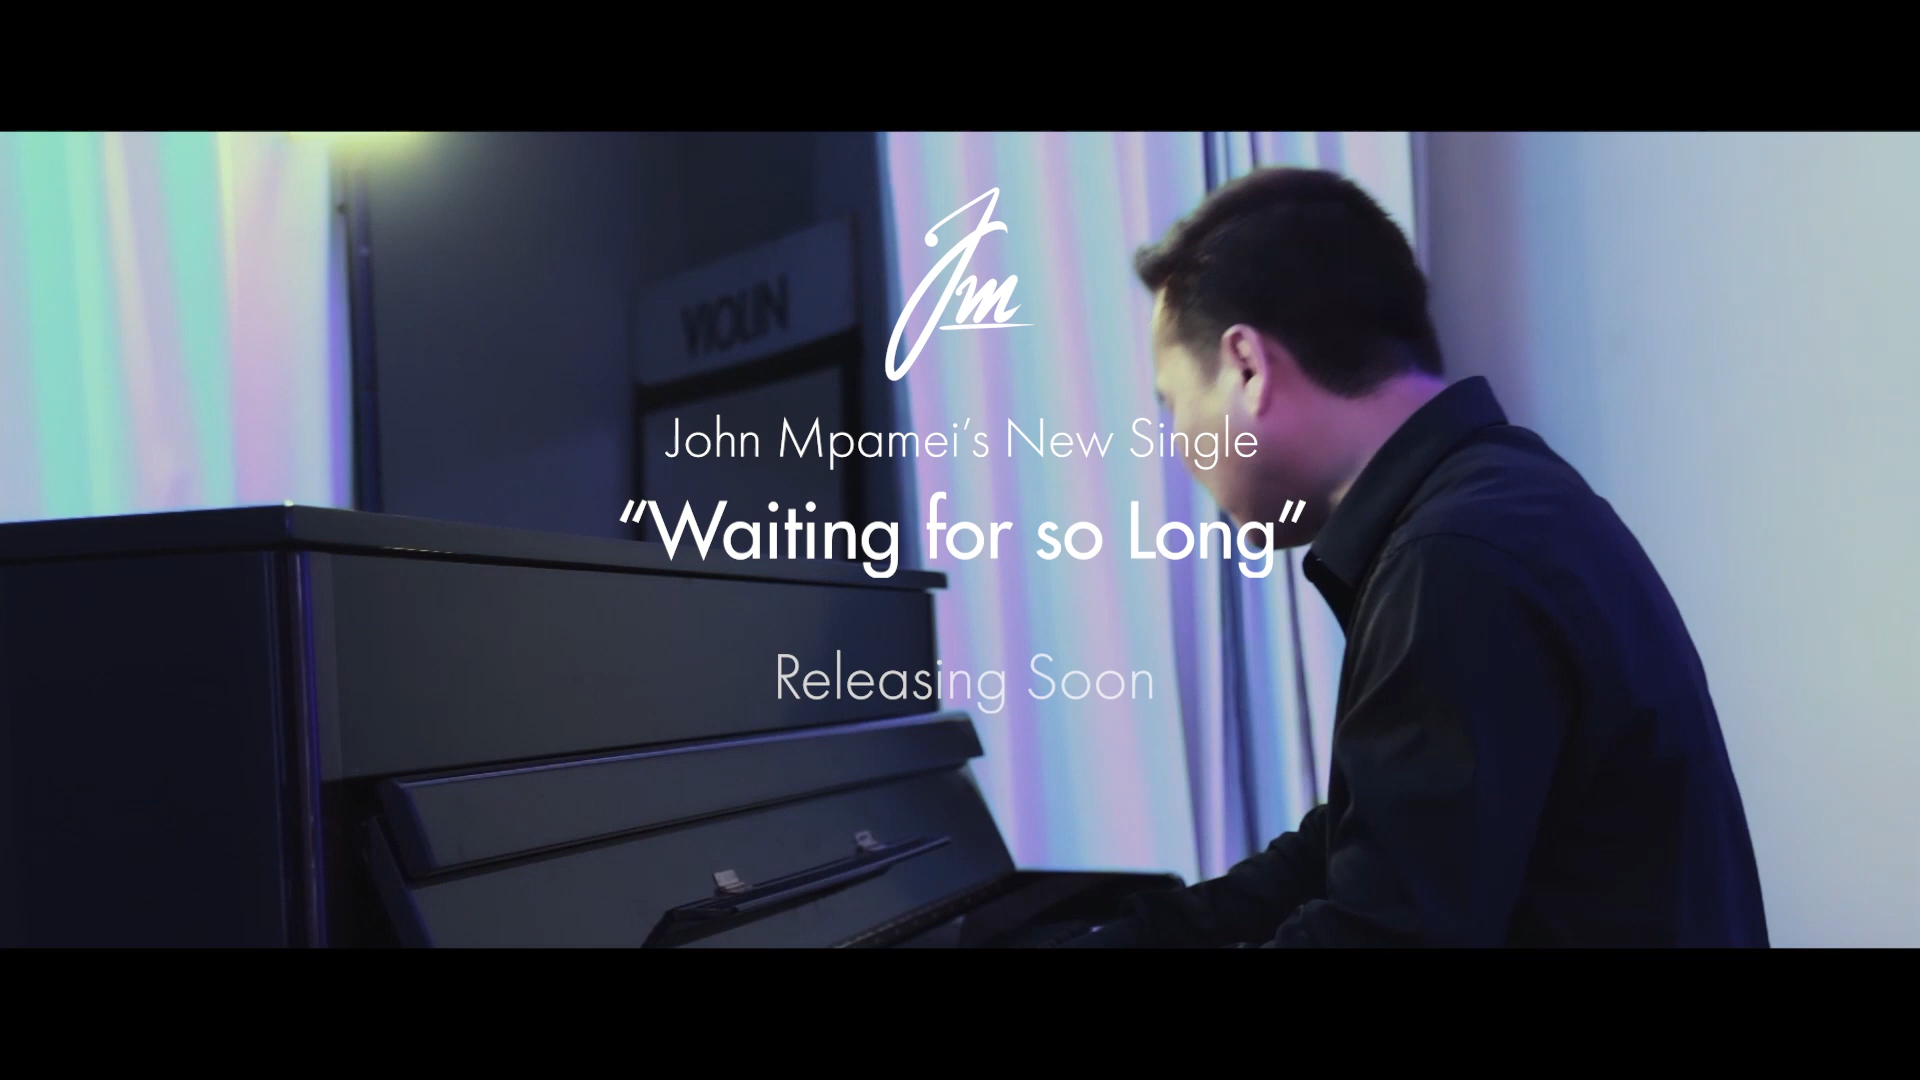 VIOLIN
Jm
John Mpamei’s New Single
“Waiting for so Long”
Releasing Soon